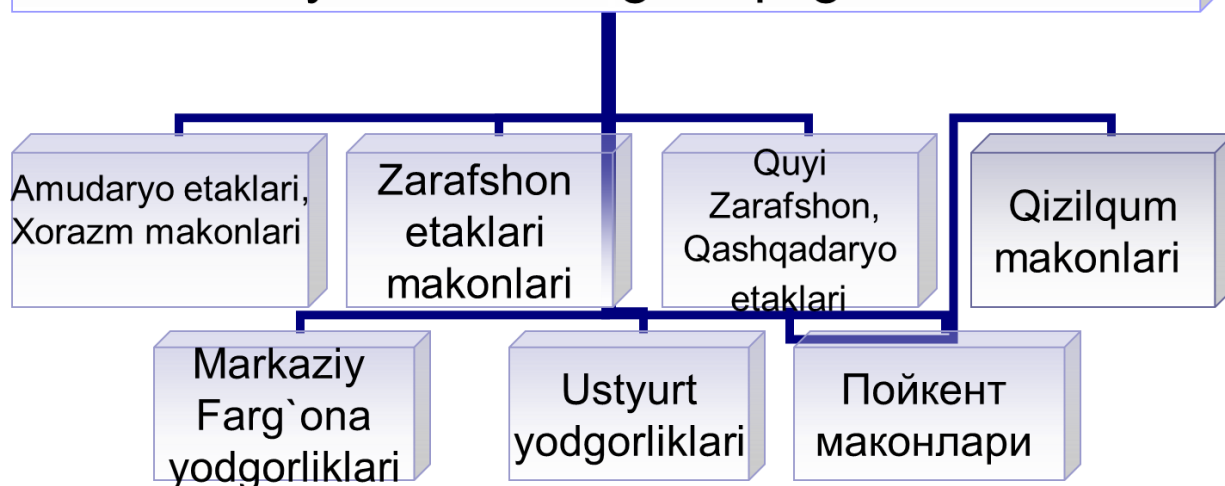 Amudaryo etaklari,
Xorazm makonlari
Zarafshon
etaklari
makonlari
Quyi
Zarafshon,
Qashqadaryo
etaklari
Qizilqum
makonlari
Markaziy
Farg`ona
yodgorliklari
Ustyurt
yodgorliklari
Пойкент
маконлари